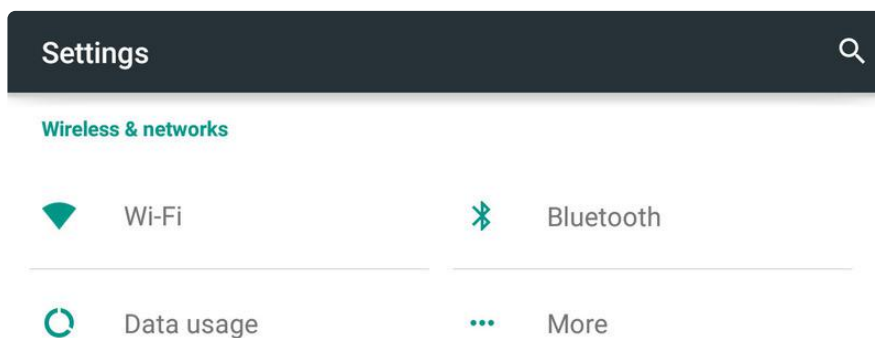 Settings
Wireless & networks
Wi-Fi
Bluetooth
Data usage
More